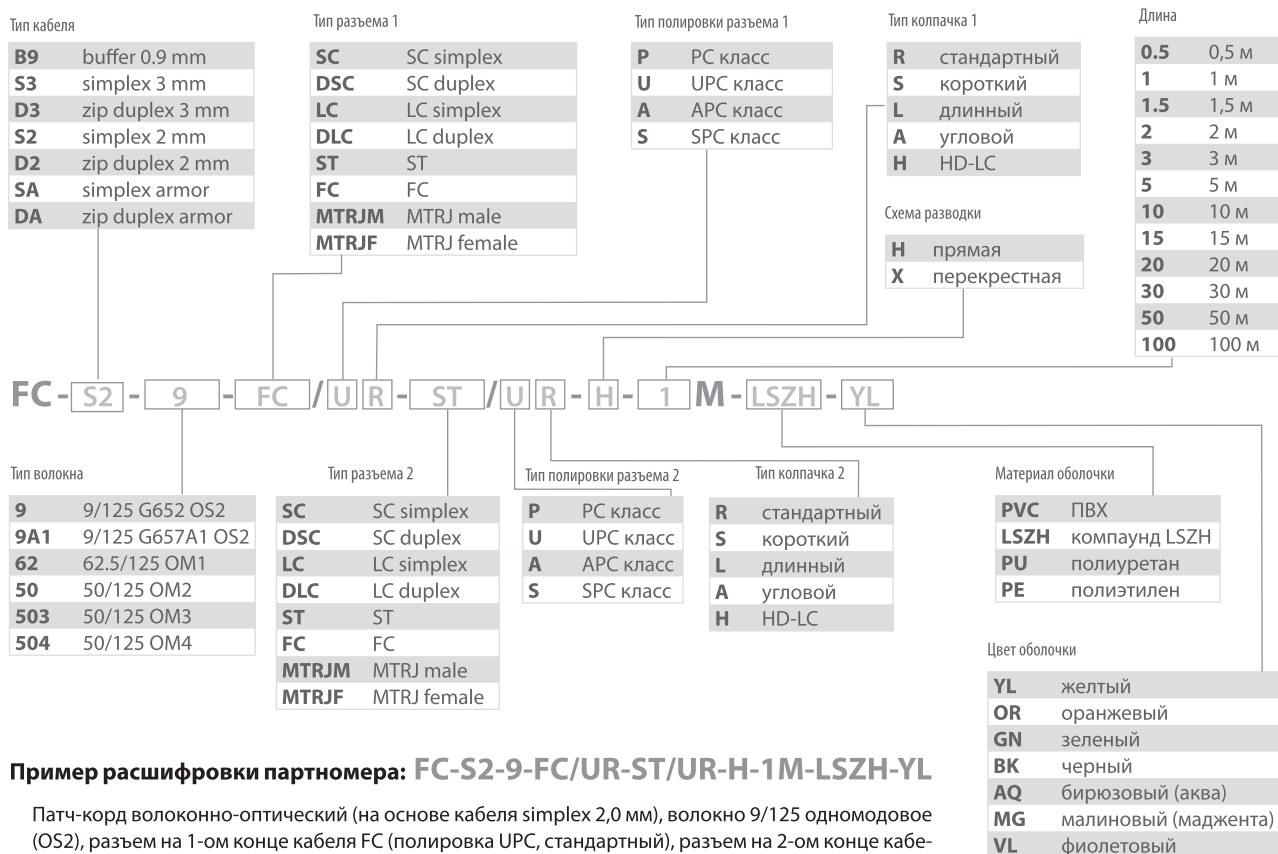 Тип кабеля
B9 buffer 0.9 mm
S3 simplex 3 mm
D3 zip duplex 3 mm
S2 simplex 2 mm
D2 zip duplex 2 mm
SA simplex armor
DA zip duplex armor
Тип разъема 1
SC SC simplex
DSC SC duplex
LC LC simplex
DLC LC duplex
ST ST
FC FC
MTRJM MTRJ male
MTRJF MTRJ female
Тип полировки разъема 1
P PC класс
U UPC класс
A APC класс
S SPC класс
Тип колпачка 1
R стандартный
S короткий
L длинный
A угловой
H HD-LC
Схема разводки
H прямая
X перекрестная
Длина
0.5 0,5 м
1 1 м
1.5 1,5 м
2 2 м
3 3 м
5 5 м
10 10 м
15 15 м
20 20 м
30 30 м
50 50 м
100 100 м
FC - S2 - 9 - FC / U R - ST / U R - H - 1 M - LSZH - YL
Тип волокна
9 9/125 G652 OS2
9A1 9/125 G657A1 OS2
62 62.5/125 OM1
50 50/125 OM2
503 50/125 OM3
504 50/125 OM4
Тип разъема 2
SC SC simplex
DSC SC duplex
LC LC simplex
DLC LC duplex
ST ST
FC FC
MTRJM MTRJ male
MTRJF MTRJ female
Тип полировки разъема 2
P PC класс
U UPC класс
A APC класс
S SPC класс
Тип колпачка 2
R стандартный
S короткий
L длинный
A угловой
H HD-LC
Материал оболочки
PVC ПВХ
LSZH компаунд LSZH
PU полиуретан
PE полиэтилен
Цвет оболочки
YL желтый
OR оранжевый
GN зеленый
BK черный
AQ бирюзовый (аква)
MG малиновый (маджента)
VL фиолетовый
Пример расшифровки партномера: FC-S2-9-FC/UR-ST/UR-H-1M-LSZH-YL
Патч-корд волоконно-оптический (на основе кабеля simplex 2,0 мм), волокно 9/125 одномодовое
(OS2), разъем на 1-ом конце кабеля FC (полировка UPC, стандартный), разъем на 2-ом конце кабе-